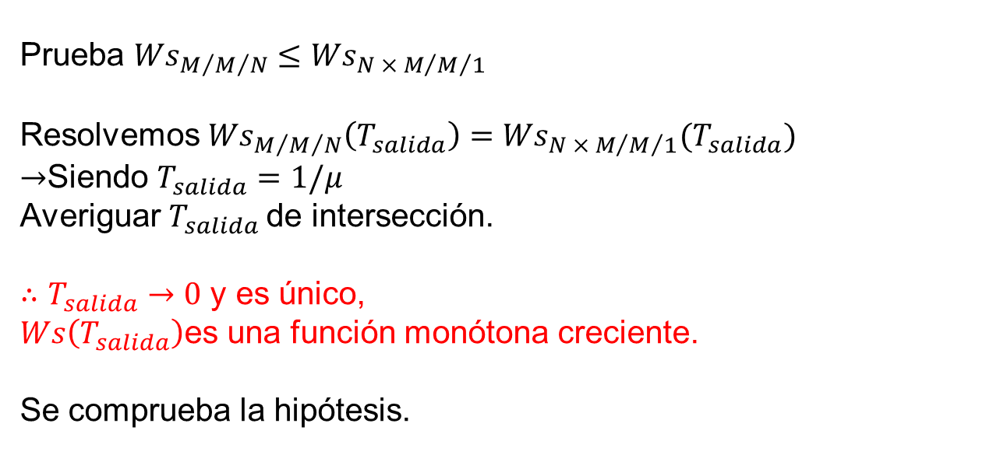 Prueba $Ws_{M/M/N} \leq Ws_{N \times M/M/1}$
Resolvemos $Ws_{M/M/N}(T_{salida}) = Ws_{N \times M/M/1}(T_{salida})$
→Siendo $T_{salida} = 1/\mu$
Averiguar $T_{salida}$ de intersección.
∴ $T_{salida} \rightarrow 0$ y es único,
$Ws(T_{salida})$es una función monótona creciente.
Se comprueba la hipótesis.